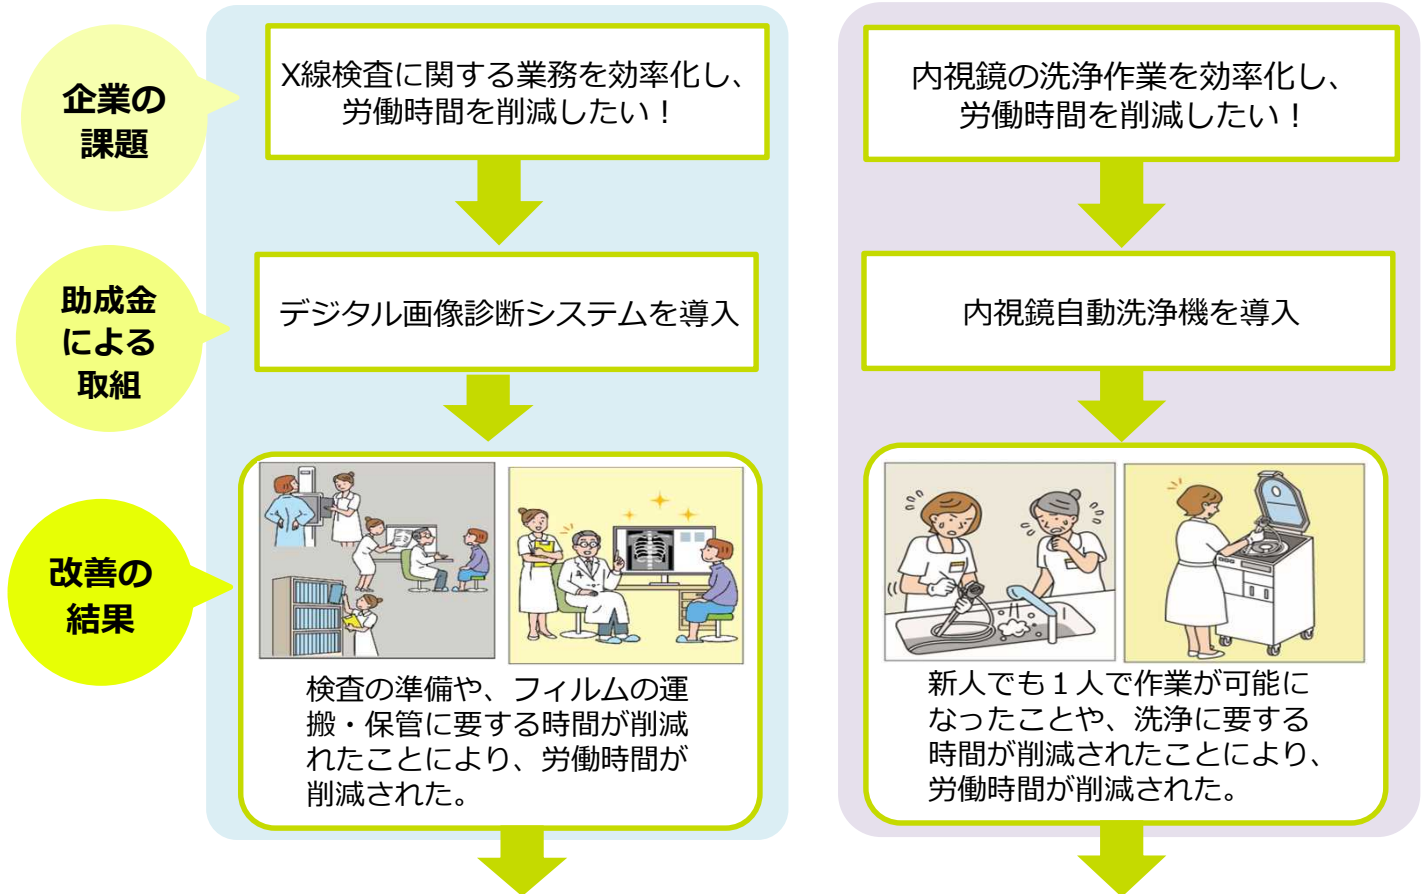 企業の
課題
X線検査に関する業務を効率化し、
労働時間を削減したい！
内視鏡の洗浄作業を効率化し、
労働時間を削減したい！
助成金
による
取組
デジタル画像診断システムを導入
内視鏡自動洗浄機を導入
改善の
結果
検査の準備や、フィルムの運
搬・保管に要する時間が削減
れたことにより、労働時間が
削減された。
新人でも１人で作業が可能に
なったことや、洗浄に要する
時間が削減されたことにより、
労働時間が削減された。